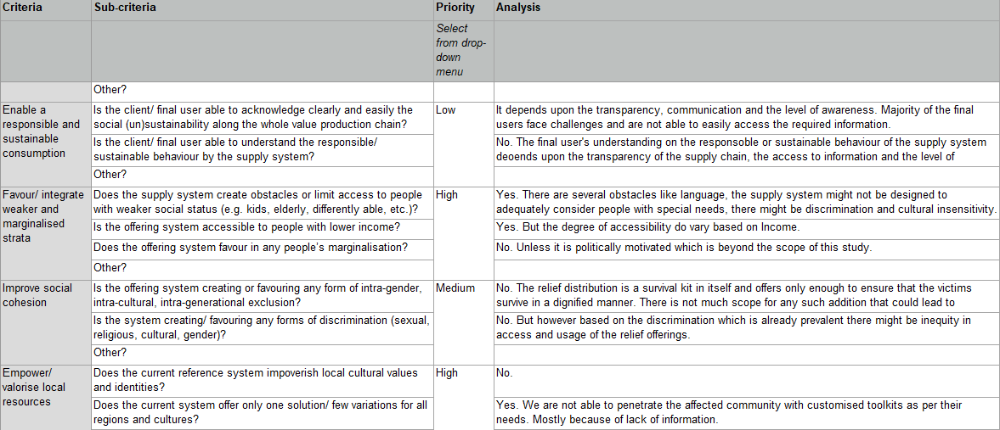 Criteria
Sub-criteria
Priority
Analysis
Select
from drop-
down
menu
Other?
Enable a
responsible and
sustainable
consumption
Is the client/ final user able to acknowledge clearly and easily the
social (un)sustainability along the whole value production chain?
Low
It depends upon the transparency, communication and the level of awareness. Majority of the final
users face challenges and are not able to easily access the required information.
Is the client/ final user able to understand the responsible/
sustainable behaviour by the supply system?
No. The final user's understanding on the responsoble or sustainable behaviour of the supply system
deoends upon the transparency of the supply chain, the access to information and the level of
Other?
Favour/ integrate
weaker and
marginalised
strata
Does the supply system create obstacles or limit access to people
with weaker social status (e.g. kids, elderly, differently able, etc.)?
High
Yes. There are several obstacles like language, the supply system might not be designed to
adequately consider people with special needs, there might be discrimination and cultural insensitivity.
Is the offering system accessible to people with lower income?
Yes. But the degree of accessibility do vary based on Income.
Does the offering system favour in any people's marginalisation?
No. Unless it is politically motivated which is beyond the scope of this study.
Other?
Improve social
cohesion
Is the offering system creating or favouring any form of intra-gender,
intra-cultural, intra-generational exclusion?
Medium
No. The relief distribution is a survival kit in itself and offers only enough to ensure that the victims
survive in a dignified manner. There is not much scope for any such addition that could lead to
Is the system creating/ favouring any forms of discrimination (sexual,
religious, cultural, gender)?
No. But however based on the discrimination which is already prevalent there might be inequity in
access and usage of the relief offerings.
Other?
Empower/
valorise local
resources
Does the current reference system impoverish local cultural values
and identities?
High
No.
Does the current system offer only one solution/ few variations for all
regions and cultures?
Yes. We are not able to penetrate the affected community with customised toolkits as per their
needs. Mostly because of lack of information.